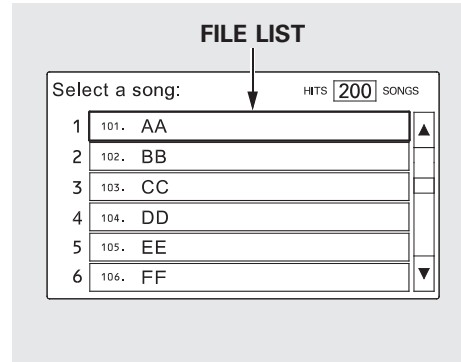 FILE LIST
Select a song: HITS 200 SONGS
1 101. AA
2 102. BB
3 103. CC
4 104. DD
5 105. EE
6 106. FF